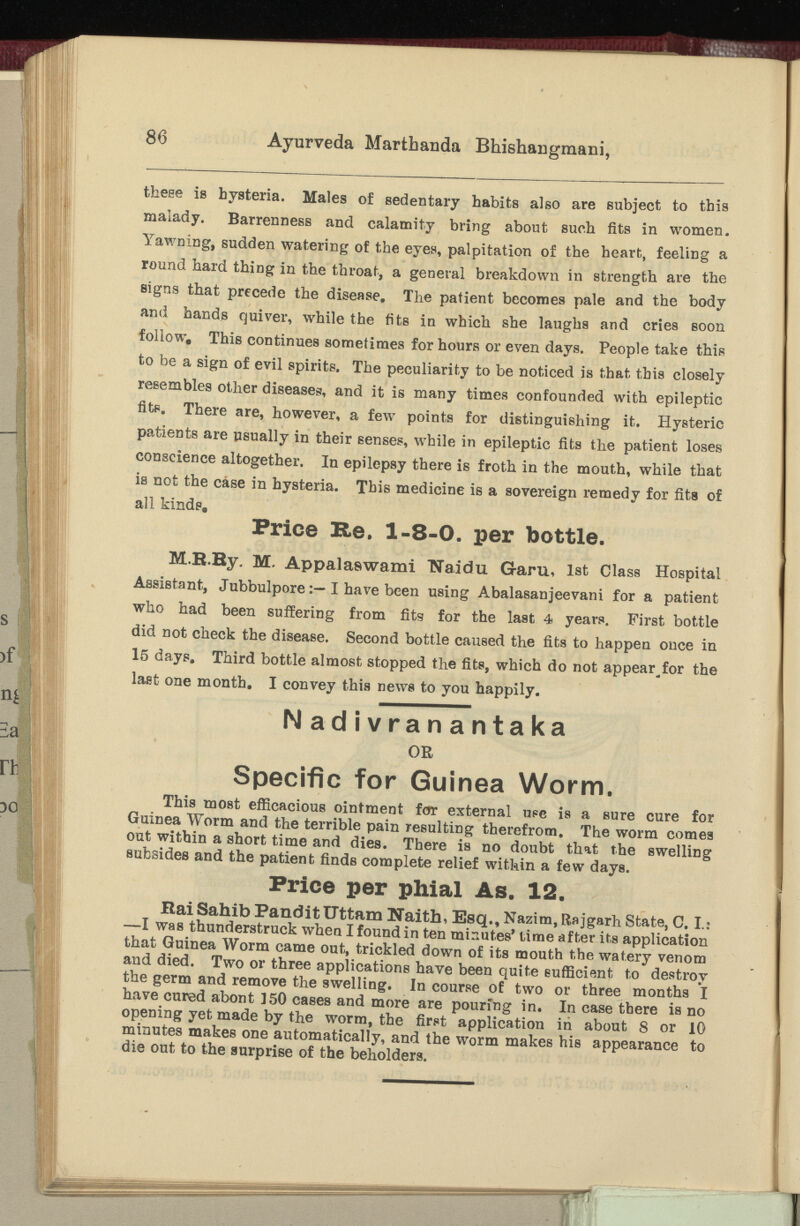 86
Ayurveda Marthanda Bhishangmani,
these is hysteria. Males of sedentary habits also are subject to this
malady. Barrenness and calamity bring about such fits in women.
Yawning, sudden watering of the eyes, palpitation of the heart, feeling a
round hard thing in the throat, a general breakdown in strength are the
signs that precede the disease. The patient becomes pale and the body
and hands quiver, while the fits in which she laughs and cries soon
follow. This continues sometimes for hours or even days. People take this
to be a sign of evil spirits. The peculiarity to be noticed is that this closely
resembles other diseases, and it is many times confounded with epileptic
fits. There are, however, a few points for distinguishing it. Hysteric
patients are usually in their senses, while in epileptic fits the patient loses
conscience altogether. In epilepsy there is froth in the mouth, while that
is not the case in hysteria. This medicine is a sovereign remedy for fits of
all kinds.
Price Re. 1-8-0. per bottle.
M.R.Ry. M. Appalaswami Naidu Garu, 1st Class Hospital
Assistant, Jubbulpore:— I have been using Abalasanjeevani for a patient
who had been suffering from fits for the last 4 years. First bottle
did not check the disease. Second bottle caused the fits to happen once in
15 days. Third bottle almost stopped the fits, which do not appear for the
last one month. I convey this news to you happily.
Nadivranantaka
OR
Specific for Guinea Worm.
This most efficacious ointment for external use is a sure cure for
Guinea Worm and the terrible pain resulting therefrom. The worm comes
out within a short time and dies. There is no doubt that the swelling
subsides and the patient finds complete relief within a few days.
Price per phial As. 12.
Rai Sahib Pandit Uttam Naith, Esq., Nazim, Rajgarh State, C. I.:
—I was thunderstruck when I found in ten minutes' time after its application
that Guinea Worm came out, trickled down of its mouth the watery venom
and died. Two or three applications have been quite sufficient to destroy
the germ and remove the swelling. In course of two or three months I
have cured abont 150 cases and more are pouring in. In case there is no
opening yet made by the worm, the first application in about 8 or 10
minutes makes one automatically, and the worm makes his appearance to
die out to the surprise of the beholders.